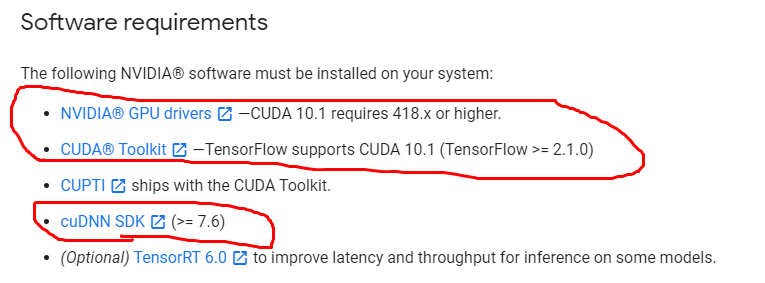 Software requirements
The following NVIDIA® software must be installed on your system:
• NVIDIA® GPU drivers —CUDA 10.1 requires 418.x or higher.
• CUDA® Toolkit —TensorFlow supports CUDA 10.1 (TensorFlow >= 2.1.0)
• CUPTI ships with the CUDA Toolkit.
• cuDNN SDK (>= 7.6)
• (Optional) TensorRT 6.0 to improve latency and throughput for inference on some models.